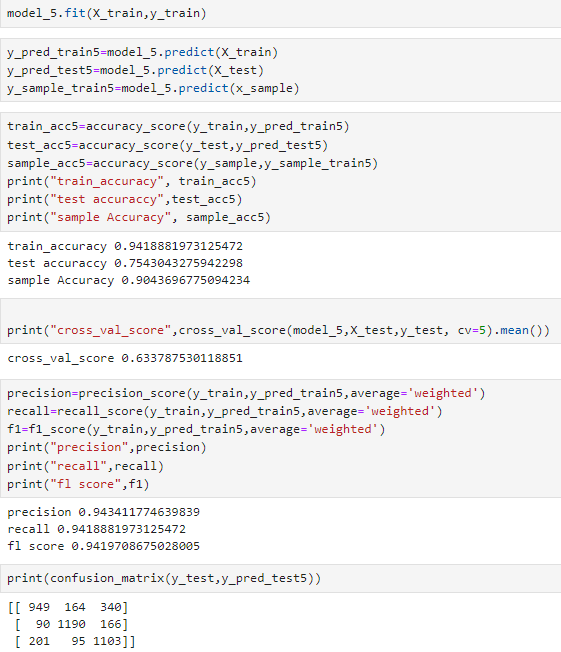 model_5.fit(X_train,y_train)
y_pred_train5=model_5.predict(X_train)
y_pred_test5=model_5.predict(X_test)
y_sample_train5=model_5.predict(x_sample)
train_acc5=accuracy_score(y_train,y_pred_train5)
test_acc5=accuracy_score(y_test,y_pred_test5)
sample_acc5=accuracy_score(y_sample,y_sample_train5)
print("train_accuracy", train_acc5)
print("test accuraccy",test_acc5)
print("sample Accuracy", sample_acc5)
train_accuracy 0.9418881973125472
test accuraccy 0.7543043275942298
sample Accuracy 0.9043696775094234
print("cross_val_score",cross_val_score(model_5,X_test,y_test, cv=5).mean())
cross_val_score 0.633787530118851
precision=precision_score(y_train,y_pred_train5,average='weighted')
recall=recall_score(y_train,y_pred_train5,average='weighted')
f1=f1_score(y_train,y_pred_train5,average='weighted')
print("precision",precision)
print("recall",recall)
print("fl score",f1)
precision 0.943411774639839
recall 0.9418881973125472
fl score 0.9419708675028005
print(confusion_matrix(y_test,y_pred_test5))
[[ 949  164  340]
 [  90 1190  166]
 [ 201   95 1103]]